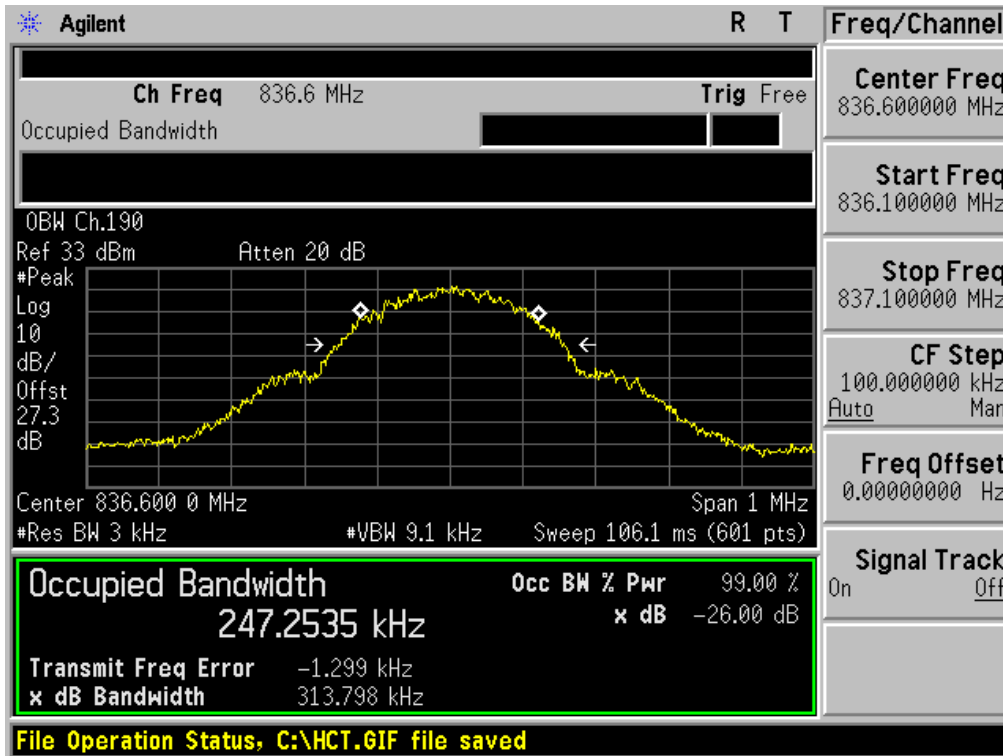 Agilent R T Freq/Channel
Ch Freq 836.6 MHz Trig Free
Occupied Bandwidth
Center Freq
836.600000 MHz
Start Freq
836.100000 MHz
Stop Freq
837.100000 MHz
CF Step
100.000000 kHz
Auto Man
Freq Offset
0.00000000 Hz
Signal Track
On Off
OBW Ch.190
Ref 33 dBm Atten 20 dB
#Peak
Log
10
dB/
Offst
27.3
dB
Center 836.600 0 MHz Span 1 MHz
#Res BW 3 kHz #VBW 9.1 kHz Sweep 106.1 ms (601 pts)
Occupied Bandwidth Occ BW % Pwr 99.00 %
247.2535 kHz x dB -26.00 dB
Transmit Freq Error -1.299 kHz
x dB Bandwidth 313.798 kHz
File Operation Status, C:\HCT.GIF file saved